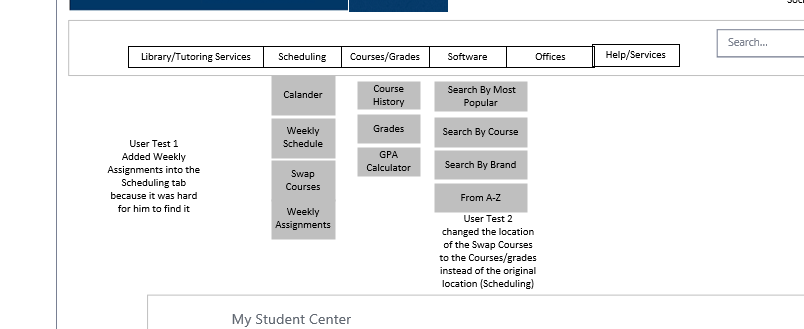 Search...
Library/Tutoring Services
Scheduling
Courses/Grades
Software
Offices
Help/Services
Calander
Weekly
Schedule
Swap
Courses
Weekly
Assignments
Course
History
Grades
GPA
Calculator
Search By Most
Popular
Search By Course
Search By Brand
From A-Z
User Test 1
Added Weekly
Assignments into the
Scheduling tab
because it was hard
for him to find it
User Test 2
changed the location
of the Swap Courses
to the Courses/grades
instead of the original
location (Scheduling)
My Student Center